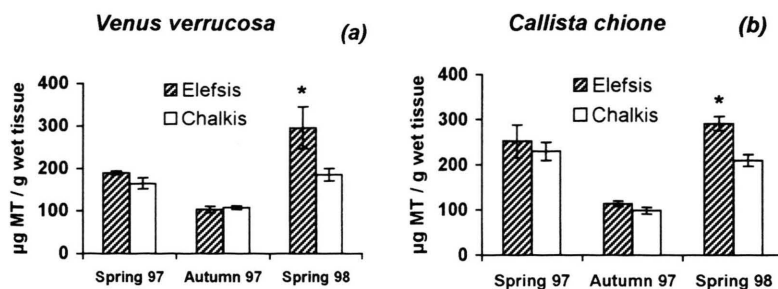 Venus verrucosa (a)
µg MT / g wet tissue
400
300
200
100
0
Elefsis
Chalkis
*
Spring 97 Autumn 97 Spring 98
Callista chione (b)
µg MT / g wet tissue
400
300
200
100
0
Elefsis
Chalkis
*
Spring 97 Autumn 97 Spring 98